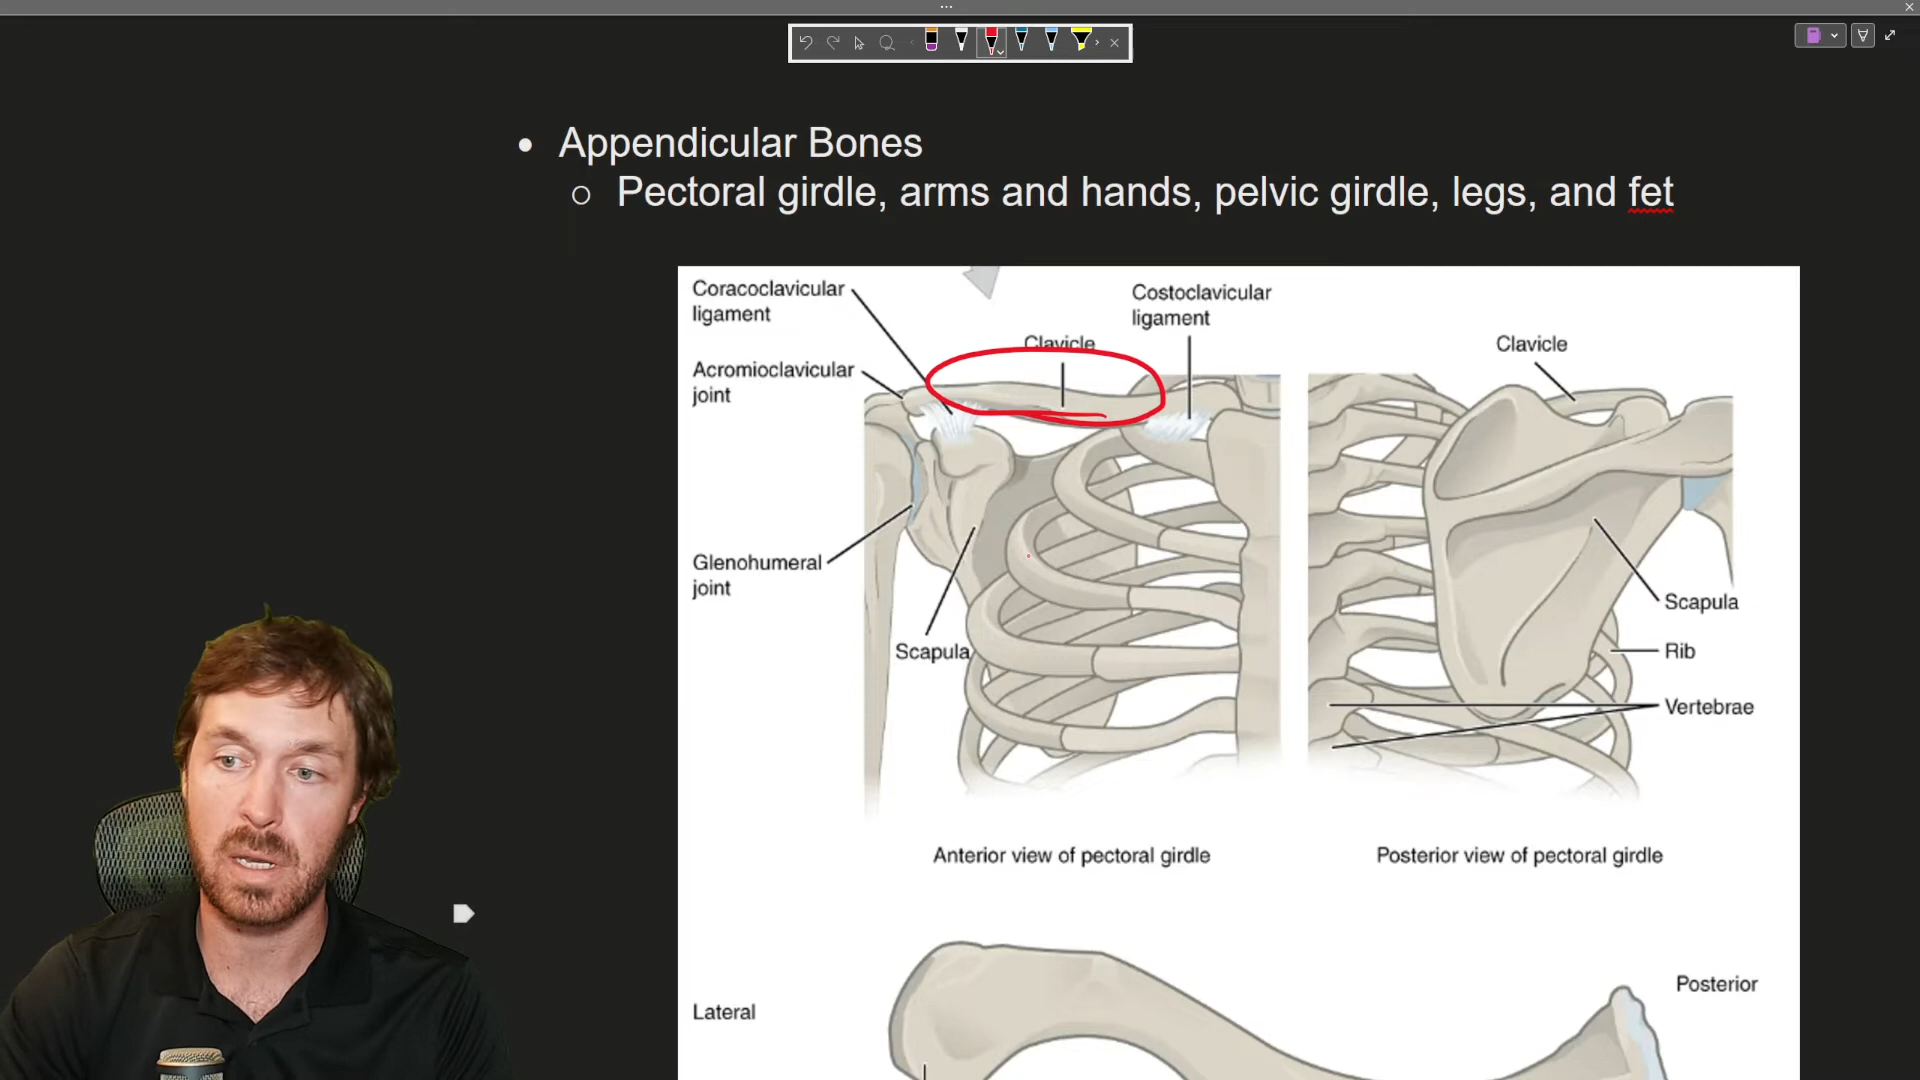 Appendicular Bones
Pectoral girdle, arms and hands, pelvic girdle, legs, and fet
Coracoclavicular
ligament
Costoclavicular
ligament
Clavicle
Clavicle
Acromioclavicular
joint
Glenohumeral
joint
Scapula
Scapula
Rib
Vertebrae
Anterior view of pectoral girdle
Posterior view of pectoral girdle
Lateral
Posterior